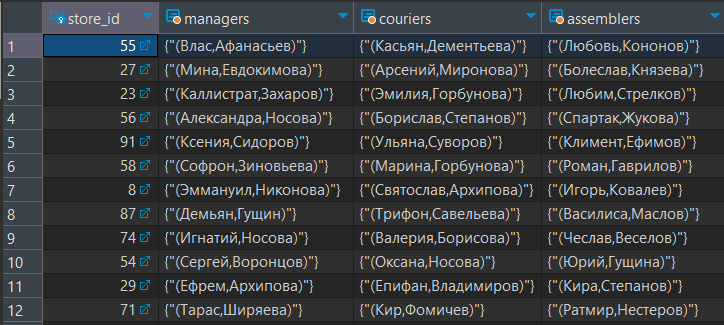 store_id managers couriers assemblers
1 55 {"(Влас,Афанасьев)"} {"(Касьян,Дементьева)"} {"(Любовь,Кононов)"}
2 27 {"(Мина,Евдокимова)"} {"(Арсений,Миронова)"} {"(Болеслав,Князева)"}
3 23 {"(Каллистрат,Захаров)"} {"(Эмилия,Горбунова)"} {"(Любим,Стрелков)"}
4 56 {"(Александра,Носова)"} {"(Борислав,Степанов)"} {"(Спартак,Жукова)"}
5 91 {"(Ксения,Сидоров)"} {"(Ульяна,Суворов)"} {"(Климент,Ефимов)"}
6 58 {"(Софрон,Зиновьева)"} {"(Марина,Горбунова)"} {"(Роман,Гаврилов)"}
7 8 {"(Эммануил,Никонова)"} {"(Святослав,Архипова)"} {"(Игорь,Ковалев)"}
8 87 {"(Демьян,Гущин)"} {"(Трифон,Савельева)"} {"(Василиса,Маслов)"}
9 74 {"(Игнатий,Носова)"} {"(Валерия,Борисова)"} {"(Чеслав,Веселов)"}
10 54 {"(Сергей,Воронцов)"} {"(Оксана,Носова)"} {"(Юрий,Гущина)"}
11 29 {"(Ефрем,Архипова)"} {"(Епифан,Владимиров)"} {"(Кира,Степанов)"}
12 71 {"(Тарас,Ширяева)"} {"(Кир,Фомичев)"} {"(Ратмир,Нестеров)"}